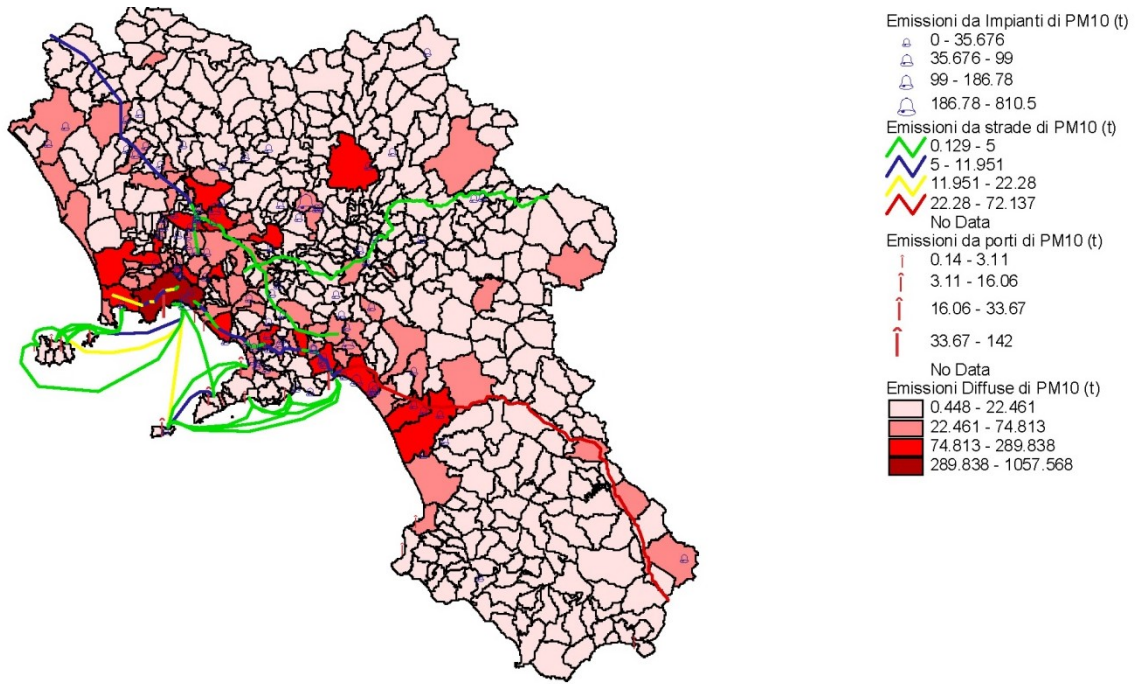 Emissioni da Impianti di PM10 (t)
0 - 35.676
35.676 - 99
99 - 186.78
186.78 - 810.5
Emissioni da strade di PM10 (t)
0.129 - 5
5 - 11.951
11.951 - 22.28
22.28 - 72.137
No Data
Emissioni da porti di PM10 (t)
0.14 - 3.11
3.11 - 16.06
16.06 - 33.67
33.67 - 142
No Data
Emissioni Diffuse di PM10 (t)
0.448 - 22.461
22.461 - 74.813
74.813 - 289.838
289.838 - 1057.568